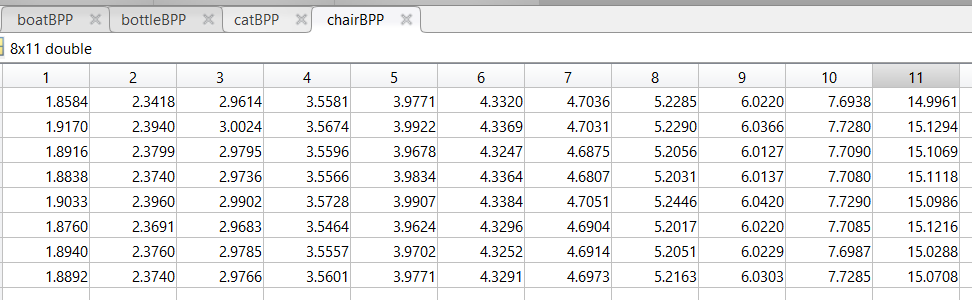 boatBPP bottleBPP catBPP chairBPP
8x11 double
1 2 3 4 5 6 7 8 9 10 11
1.8584 2.3418 2.9614 3.5581 3.9771 4.3320 4.7036 5.2285 6.0220 7.6938 14.9961
1.9170 2.3940 3.0024 3.5674 3.9922 4.3369 4.7031 5.2290 6.0366 7.7280 15.1294
1.8916 2.3799 2.9795 3.5596 3.9678 4.3247 4.6875 5.2056 6.0127 7.7090 15.1069
1.8838 2.3740 2.9736 3.5566 3.9834 4.3364 4.6807 5.2031 6.0137 7.7080 15.1118
1.9033 2.3960 2.9902 3.5728 3.9907 4.3384 4.7051 5.2446 6.0420 7.7290 15.0986
1.8760 2.3691 2.9683 3.5464 3.9624 4.3296 4.6904 5.2017 6.0220 7.7085 15.1216
1.8940 2.3760 2.9785 3.5557 3.9702 4.3252 4.6914 5.2051 6.0229 7.6987 15.0288
1.8892 2.3740 2.9766 3.5601 3.9771 4.3291 4.6973 5.2163 6.0303 7.7285 15.0708